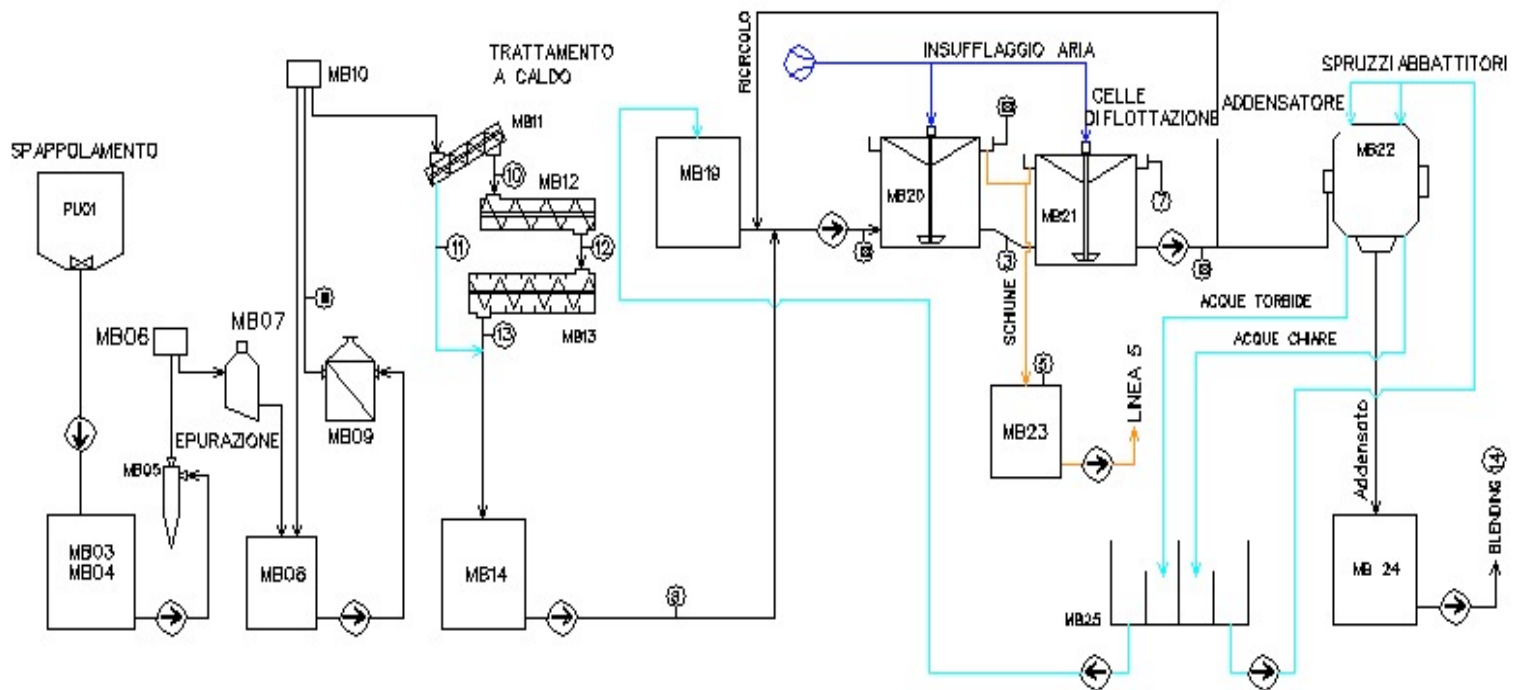 SPAPPOLAMENTO
PU01
MB03
MB04
MB05
MB06
MB07
EPURAZIONE
MB08
MB09
MB10
TRATTAMENTO
A CALDO
MB11
10
MB12
11
12
MB13
13
MB14
MB19
RICIRCOLO
INSUFFLAGGIO ARIA
CELLE
DI FLOTTAZIONE
MB20
MB21
3
7
SCHIUME
MB23
LINEA 5
SPRUZZI ABBATTITORI
ADDENSATORE
MB22
ACQUE TORBIDE
ACQUE CHIARE
Addensato
MB 24
BLENDING
14
MB25